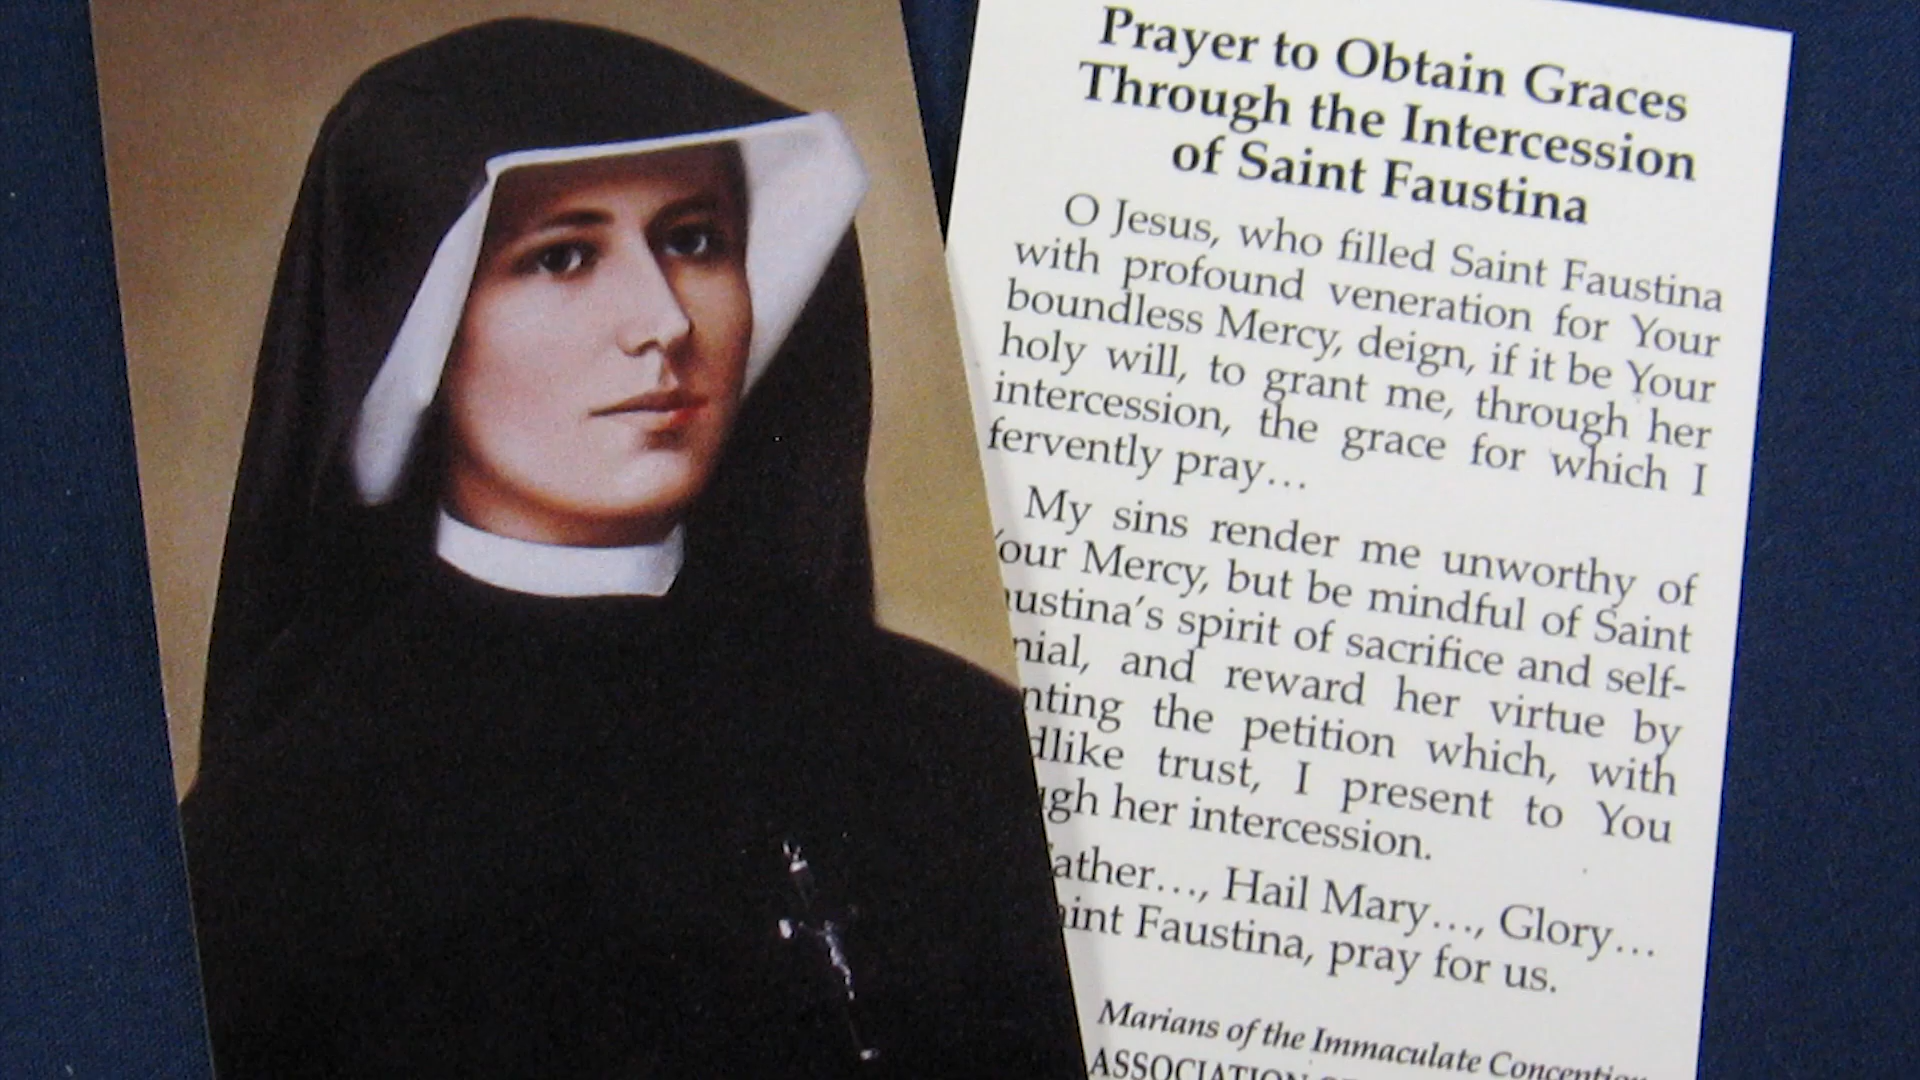 Prayer to Obtain Graces
Through the Intercession
of Saint Faustina
O Jesus, who filled Saint Faustina
with profound veneration for Your
boundless Mercy, deign, if it be Your
holy will, to grant me, through her
intercession, the grace for which I
fervently pray…
My sins render me unworthy of
Your Mercy, but be mindful of Saint
ustina's spirit of sacrifice and self-
nial, and reward her virtue by
nting the petition which, with
dlike trust, I present to You
gh her intercession.
ather…, Hail Mary…, Glory…
aint Faustina, pray for us.
Marians of the Immaculate Conception
ASSOCIATION